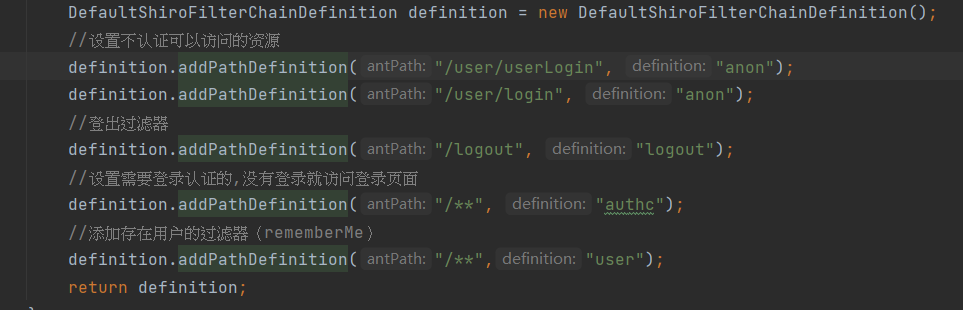 DefaultShiroFilterChainDefinition definition = new DefaultShiroFilterChainDefinition();
//设置不认证可以访问的资源
definition.addPathDefinition( antPath: "/user/userLogin", definition: "anon");
definition.addPathDefinition( antPath: "/user/login", definition: "anon");
//登出过滤器
definition.addPathDefinition( antPath: "/logout", definition: "logout");
//设置需要登录认证的,没有登录就访问登录页面
definition.addPathDefinition( antPath: "/**", definition: "authc");
//添加存在用户的过滤器（rememberMe）
definition.addPathDefinition( antPath: "/**", definition: "user");
return definition;